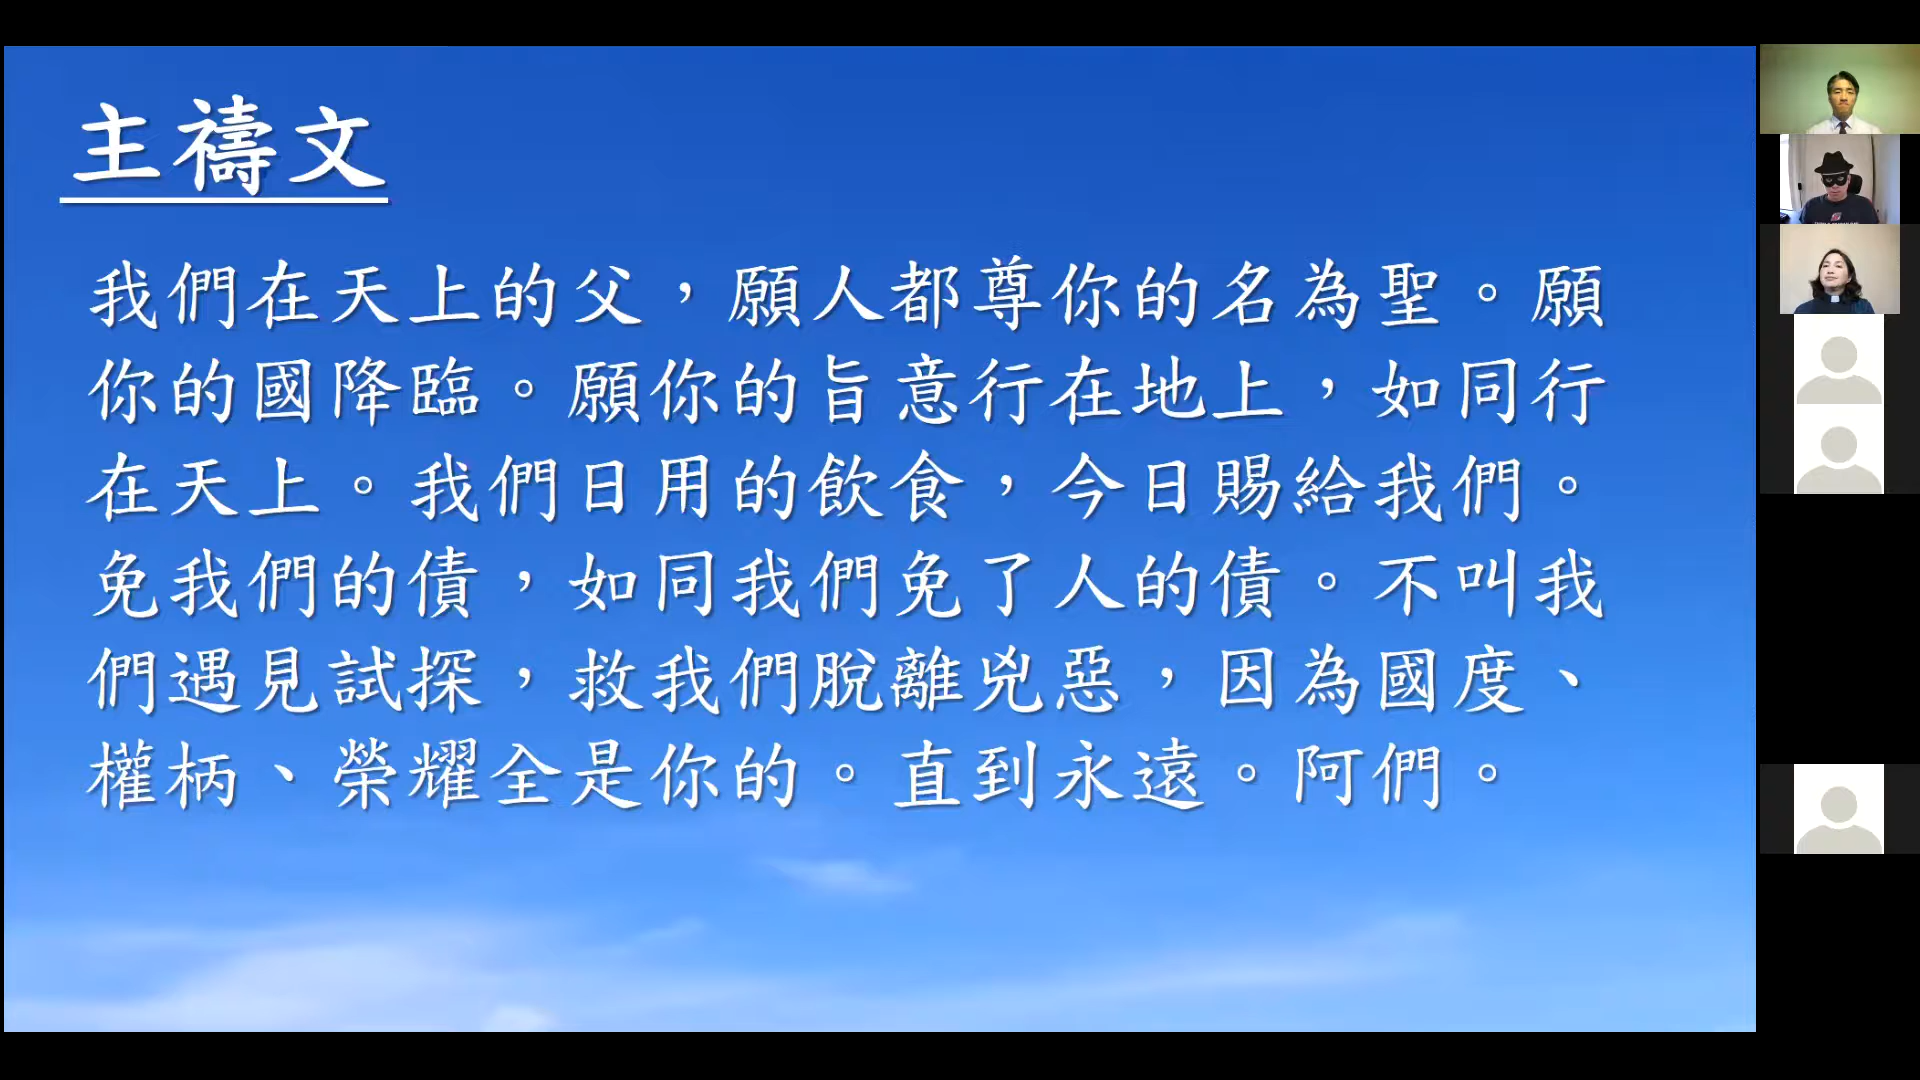 主禱文
我們在天上的父，願人都尊你的名為聖。願
你的國降臨。願你的旨意行在地上，如同行
在天上。我們日用的飲食，今日賜給我們。
免我們的債，如同我們免了人的債。不叫我
們遇見試探，救我們脫離兇惡，因為國度、
權柄、榮耀全是你的。直到永遠。阿們。